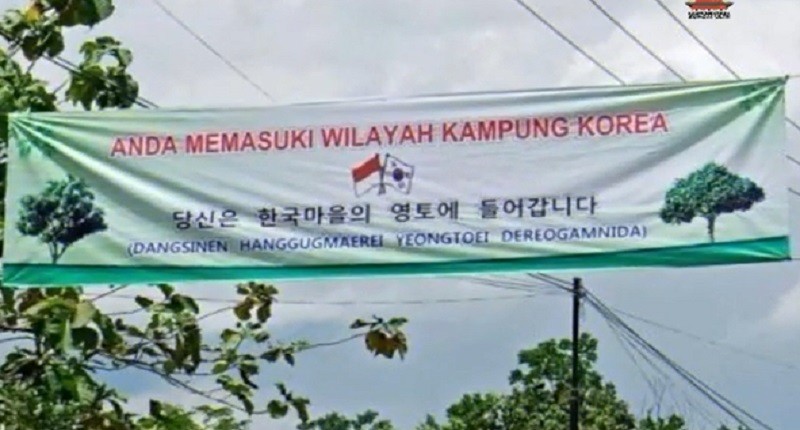 ANDA MEMASUKI WILAYAH KAMPUNG KOREA
당신은 한국마을의 영토에 들어갑니다
(DANGSINEN HANGGUGMAEREI YEONGTOEI DEREOGAMNIDA)